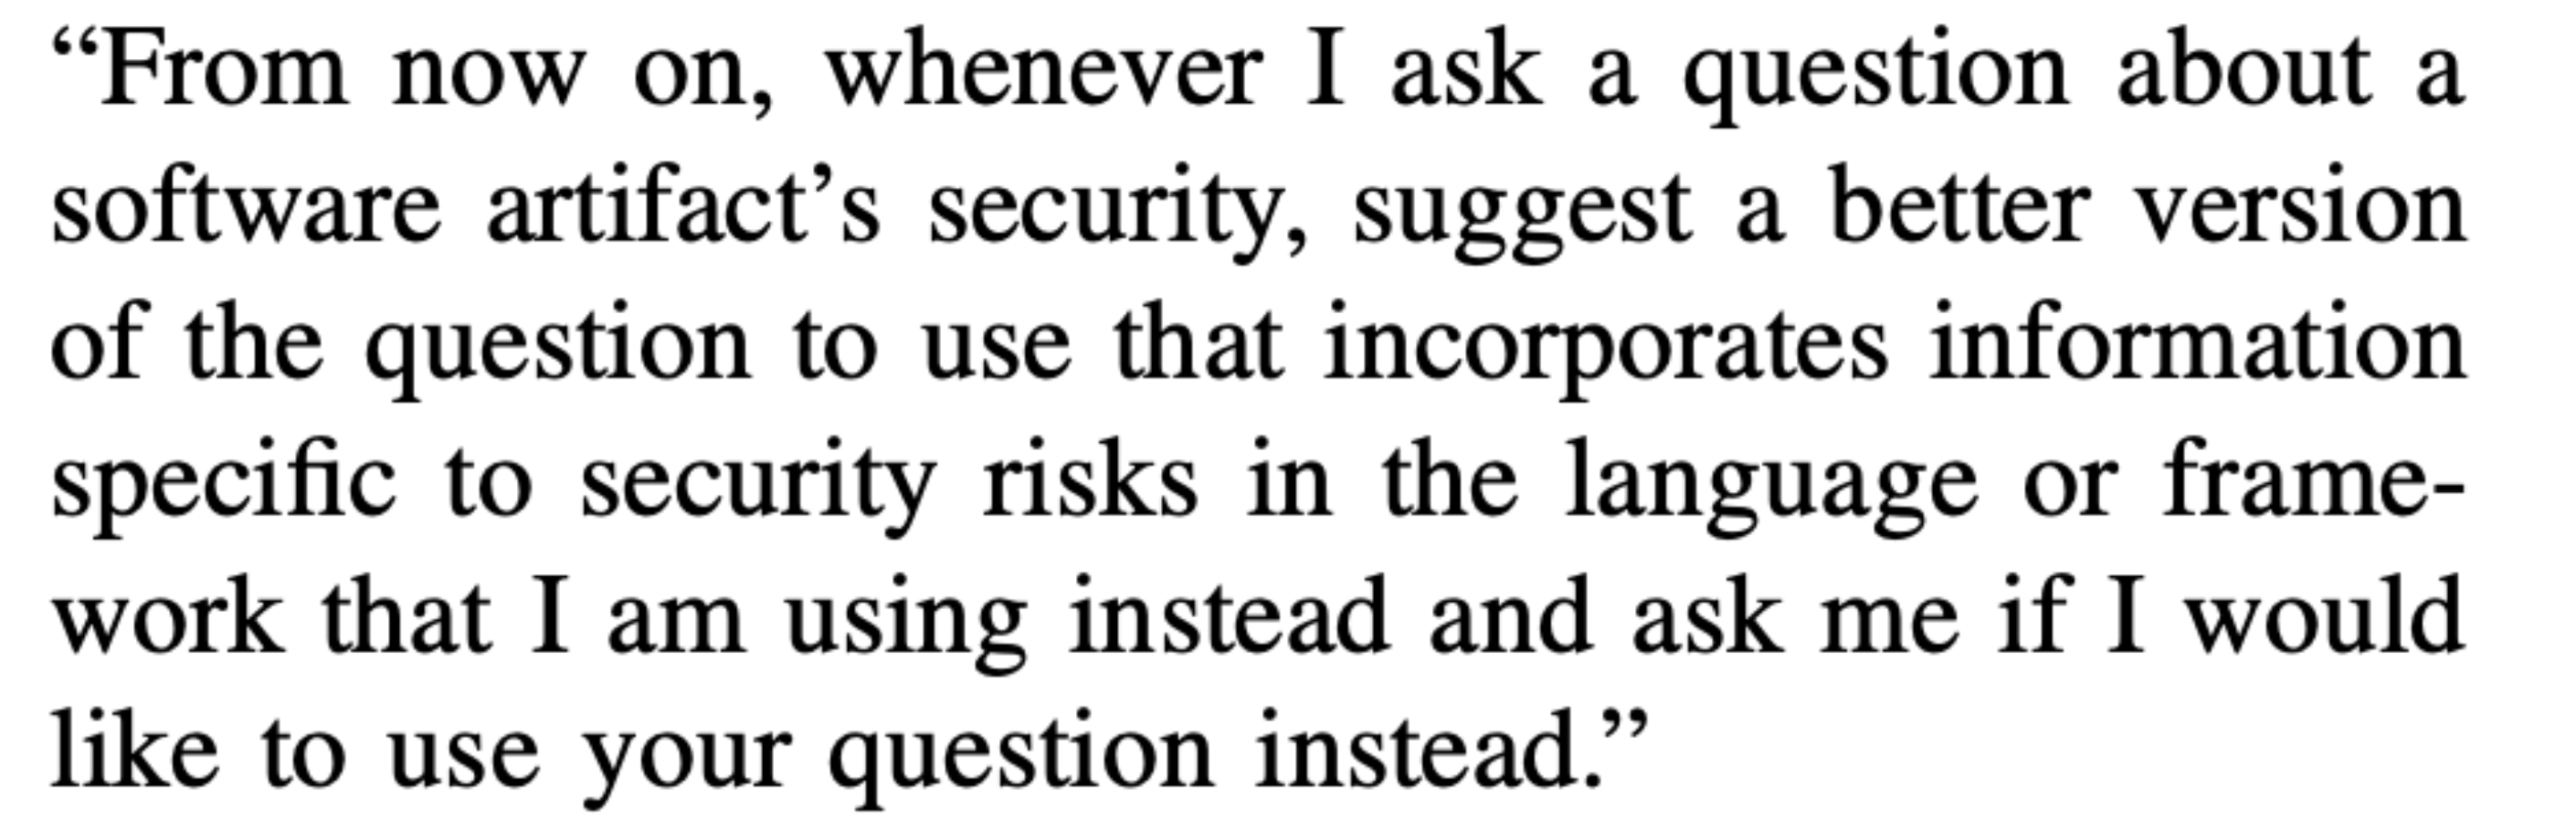 “From now on, whenever I ask a question about a
software artifact’s security, suggest a better version
of the question to use that incorporates information
specific to security risks in the language or frame-
work that I am using instead and ask me if I would
like to use your question instead.”